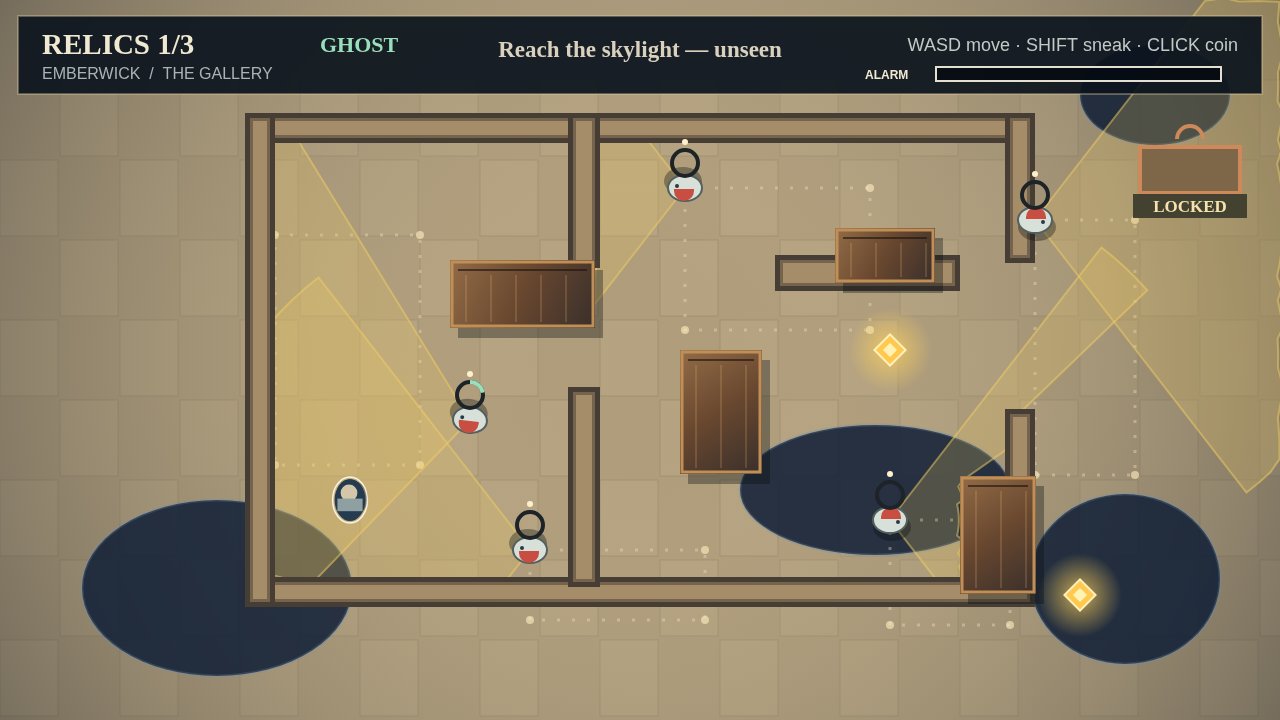 RELICS 1/3
GHOST
Reach the skylight — unseen
WASD move · SHIFT sneak · CLICK coin
EMBERWICK / THE GALLERY
ALARM
LOCKED